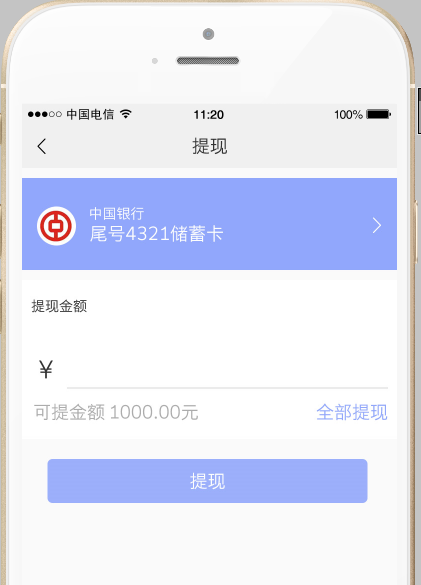 中国电信 11:20 100%
提现
中国银行
尾号4321储蓄卡
提现金额
￥
可提金额 1000.00元 全部提现
提现